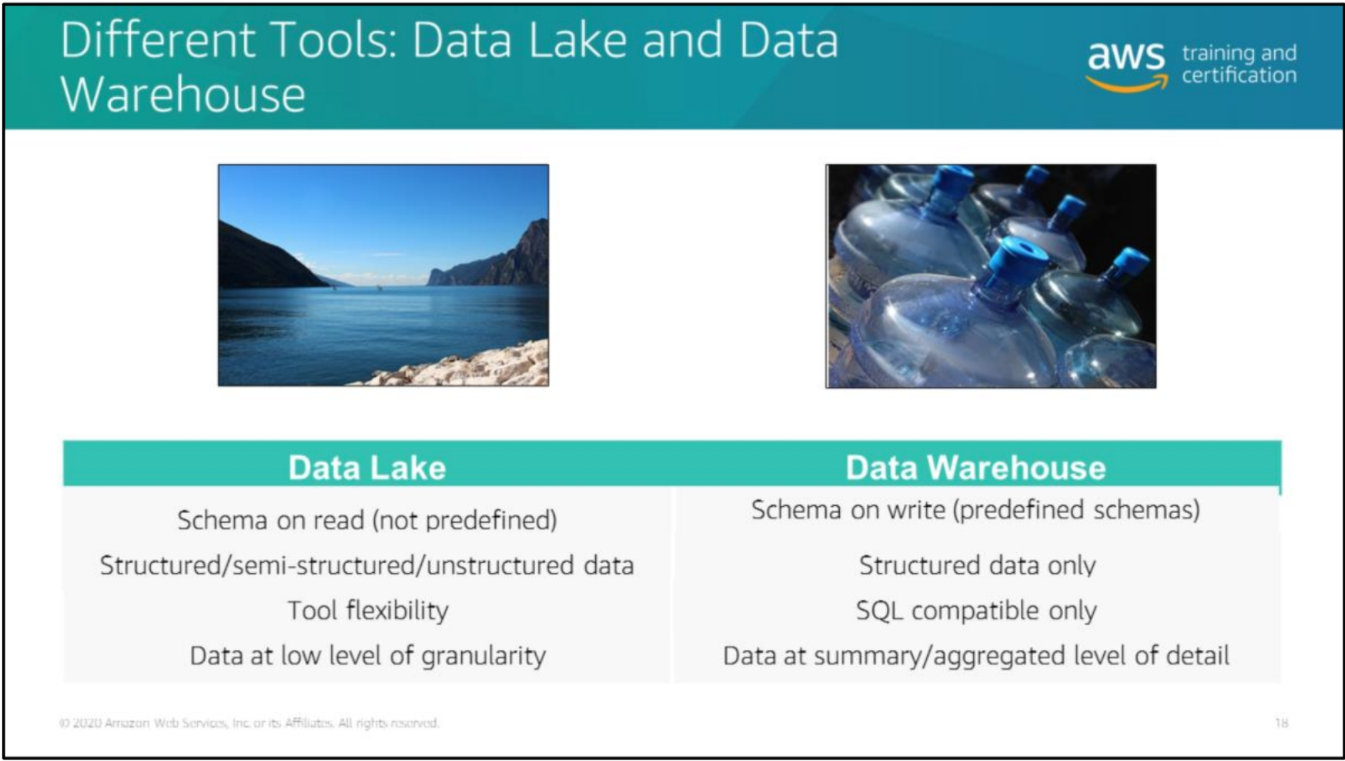 Different Tools: Data Lake and Data
Warehouse
aws training and
certification
Data Lake
Data Warehouse
Schema on read (not predefined)
Schema on write (predefined schemas)
Structured/semi-structured/unstructured data
Structured data only
Tool flexibility
SQL compatible only
Data at low level of granularity
Data at summary/aggregated level of detail
© 2020 Amazon Web Services, Inc. or its Affiliates. All rights reserved.
18